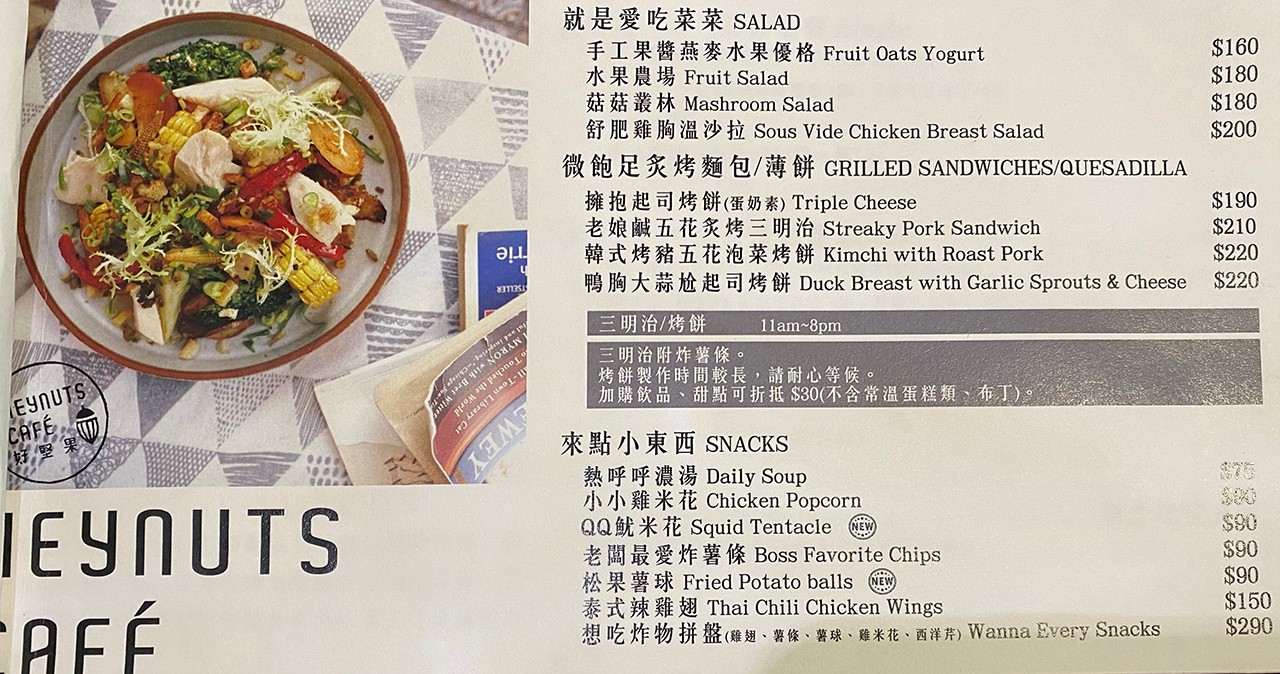 就是愛吃菜菜 SALAD
手工果醬燕麥水果優格 Fruit Oats Yogurt $160
水果農場 Fruit Salad $180
菇菇叢林 Mashroom Salad $180
舒肥雞胸溫沙拉 Sous Vide Chicken Breast Salad $200
微飽足炙烤麵包/薄餅 GRILLED SANDWICHES/QUESADILLA
擁抱起司烤餅(蛋奶素) Triple Cheese $190
老娘鹹五花炙烤三明治 Streaky Pork Sandwich $210
韓式烤豬五花泡菜烤餅 Kimchi with Roast Pork $220
鴨胸大蒜尬起司烤餅 Duck Breast with Garlic Sprouts & Cheese $220
三明治/烤餅 11am~8pm
三明治附炸薯條。
烤餅製作時間較長，請耐心等候。
加購飲品、甜點可折抵 $30(不含常溫蛋糕類、布丁)。
來點小東西 SNACKS
熱呼呼濃湯 Daily Soup $75
小小雞米花 Chicken Popcorn $90
QQ魷米花 Squid Tentacle NEW $90
老闆最愛炸薯條 Boss Favorite Chips $90
松果薯球 Fried Potato balls NEW $90
泰式辣雞翅 Thai Chili Chicken Wings $150
想吃炸物拼盤(雞翅、薯條、薯球、雞米花、西洋芹) Wanna Every Snacks $290
HEYNUTS
CAFÉ
好堅果
HEYNUTS
CAFÉ